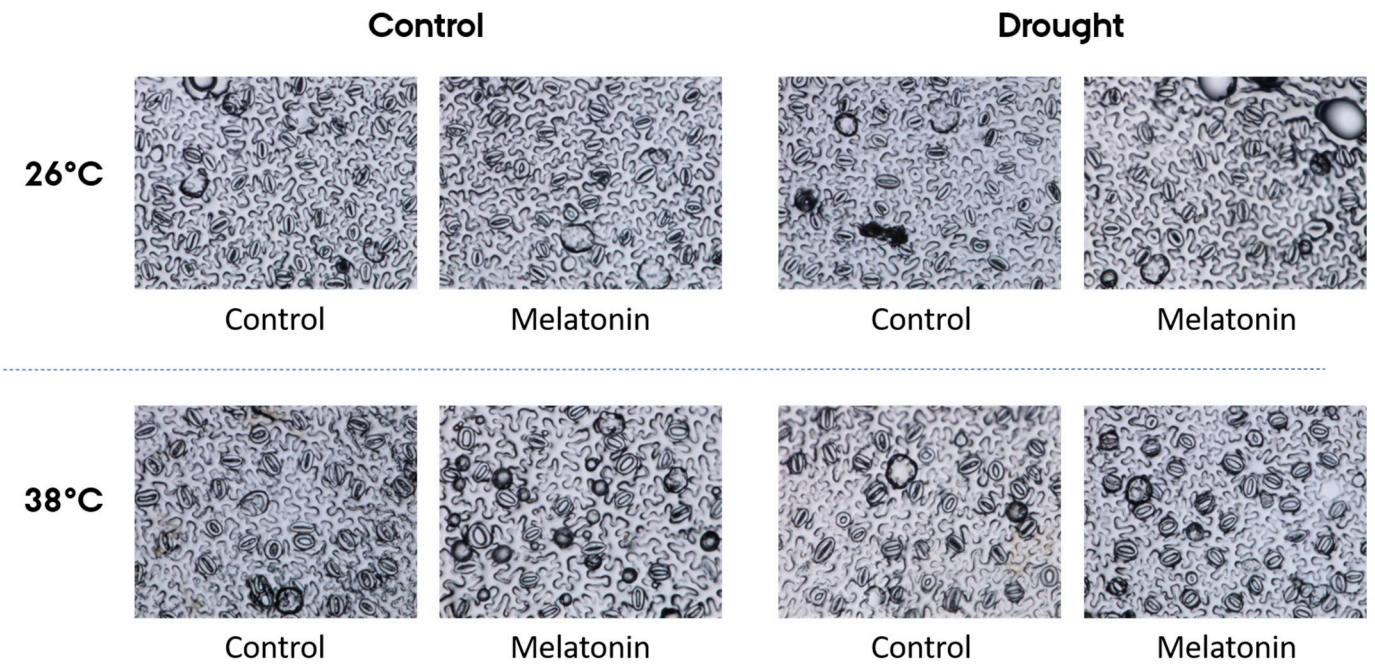 Control Drought
26°C
Control Melatonin Control Melatonin
38°C
Control Melatonin Control Melatonin